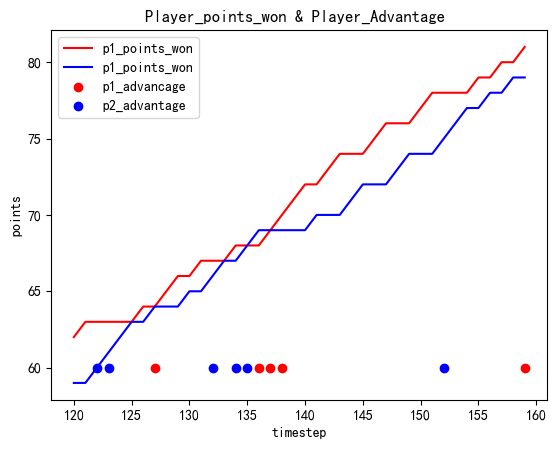 Player_points_won & Player_Advantage
p1_points_won
p1_points_won
p1_advancage
p2_advantage
points
80
75
70
65
60
120 125 130 135 140 145 150 155 160
timestep